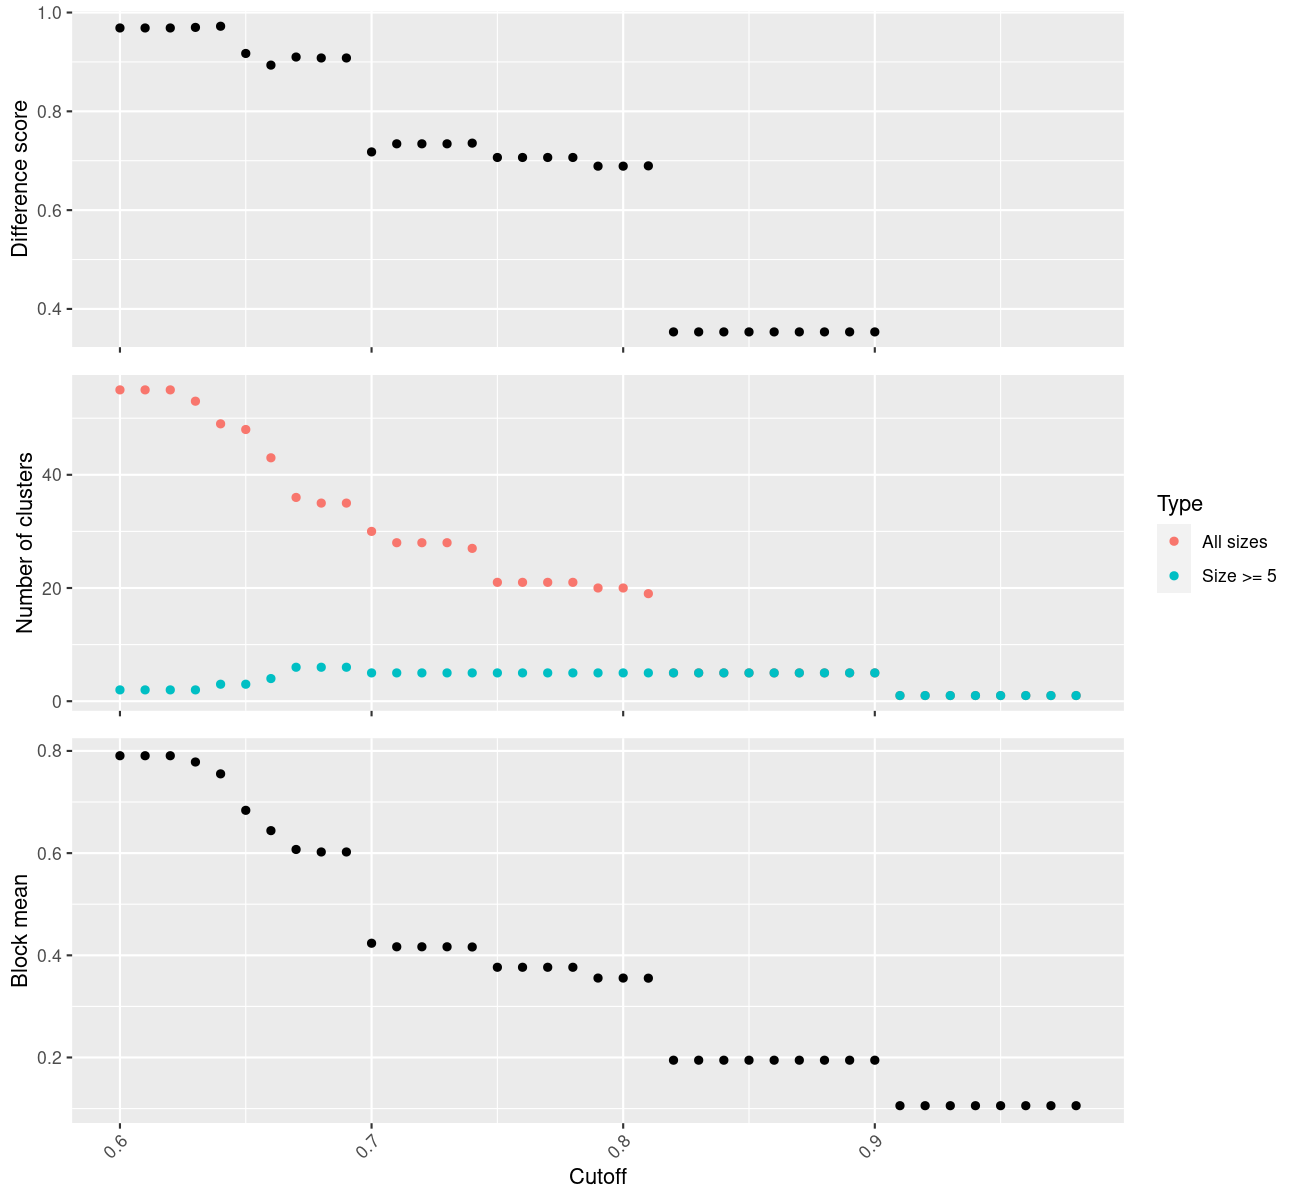 Difference score
1.0
0.8
0.6
0.4
Number of clusters
40
20
0
Type
All sizes
Size >= 5
Block mean
0.8
0.6
0.4
0.2
0.6
0.7
0.8
0.9
Cutoff